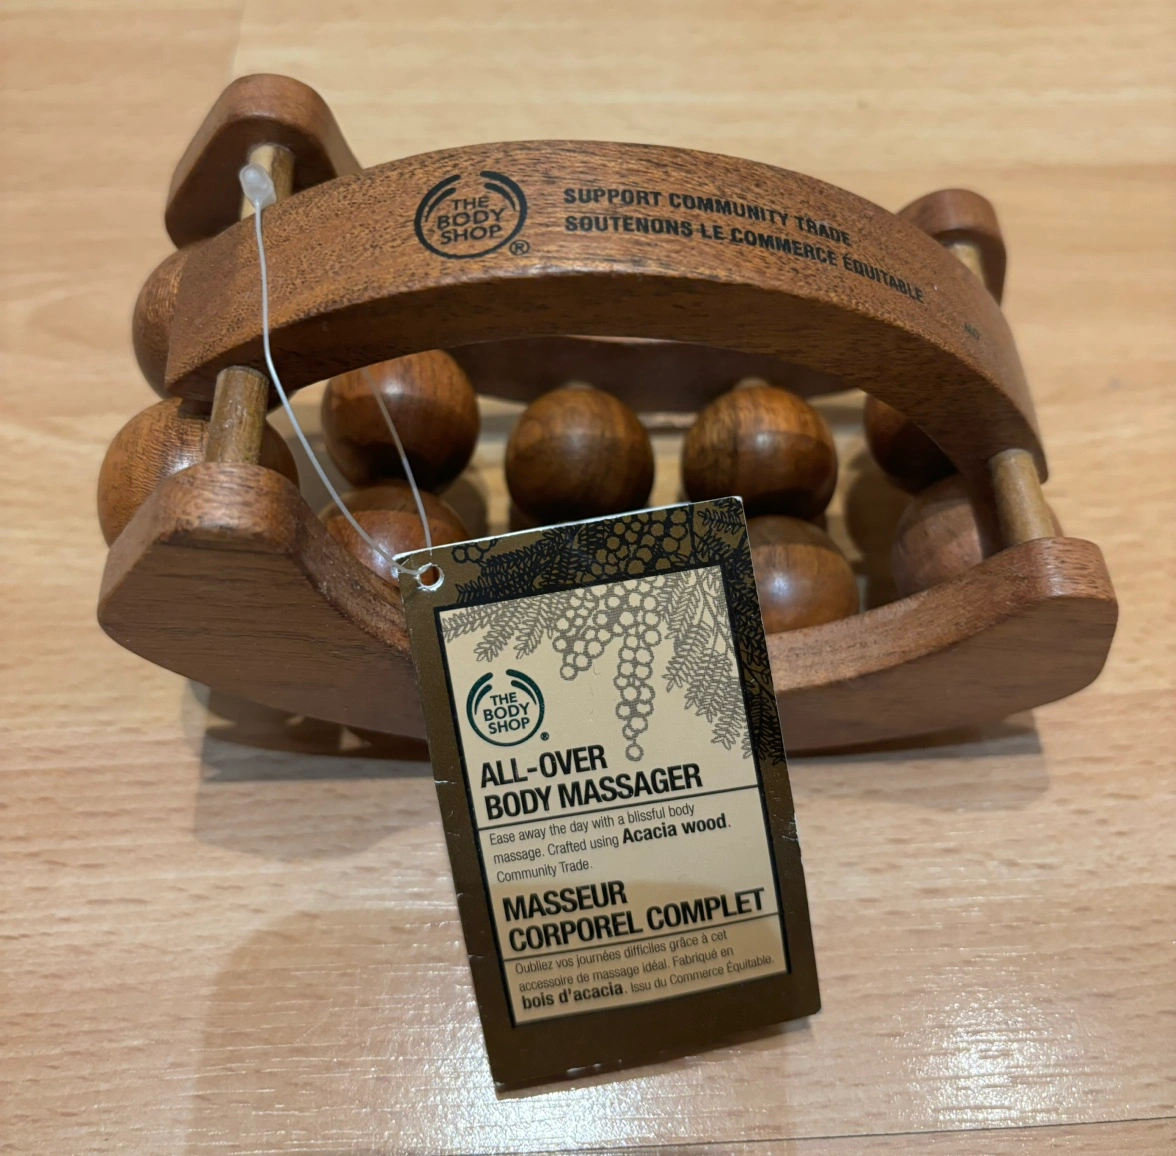 THE
BODY
SHOP
®
SUPPORT COMMUNITY TRADE
SOUTENONS LE COMMERCE ÉQUITABLE
THE
BODY
SHOP
®
ALL-OVER
BODY MASSAGER
Ease away the day with a blissful body
massage. Crafted using Acacia wood.
Community Trade.
MASSEUR
CORPOREL COMPLET
Oubliez vos journées difficiles grâce à cet
accessoire de massage idéal. Fabriqué en
bois d'acacia. Issu du Commerce Équitable.